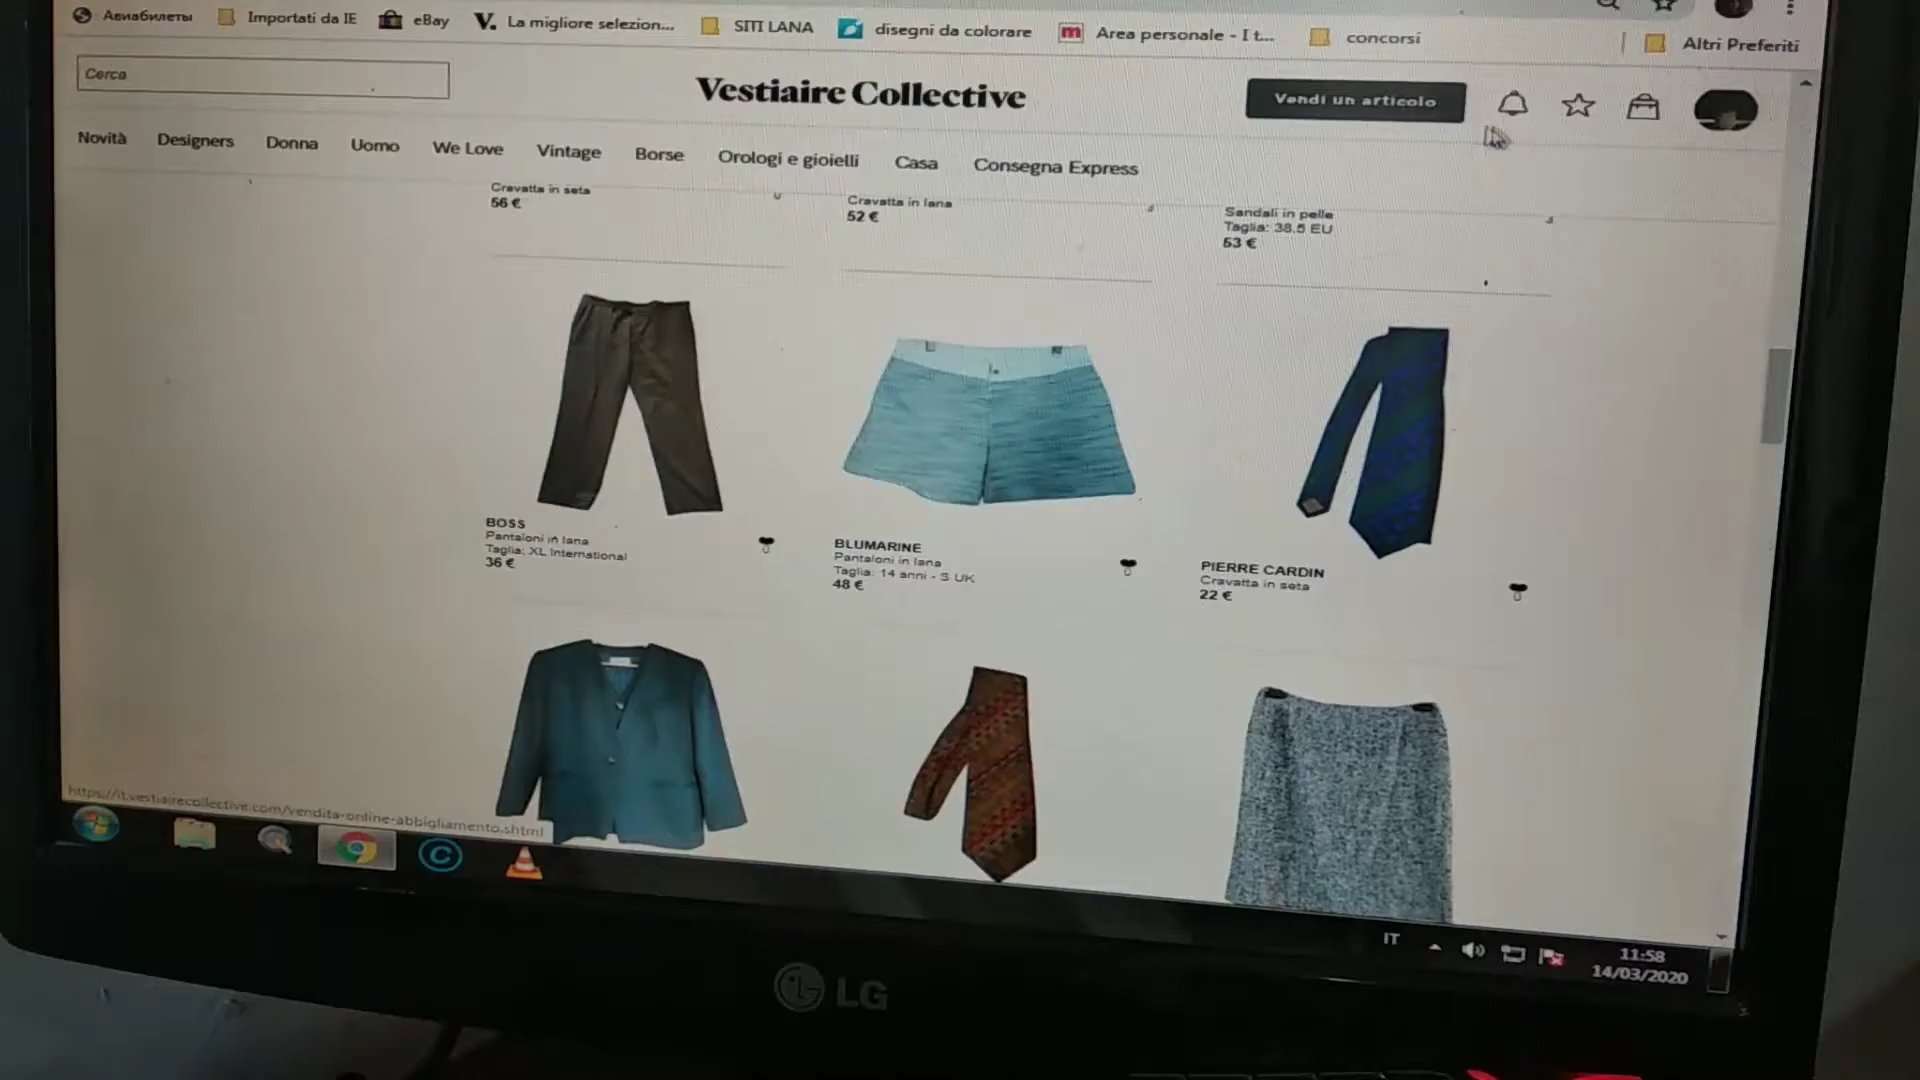 Авиабилеты
Importati da IE
eBay
La migliore selezion...
SITI LANA
disegni da colorare
Area personale - I t...
concorsi
Altri Preferiti
Cerca
Vestiaire Collective
Vendi un articolo
Novità
Designers
Donna
Uomo
We Love
Vintage
Borse
Orologi e gioielli
Casa
Consegna Express
Cravatta in seta
56 €
Cravatta in lana
52 €
Sandali in pelle
Taglia: 38.5 EU
53 €
BOSS
Pantaloni in lana
Taglia: XL International
36 €
BLUMARINE
Pantaloni in lana
Taglia: 14 anni - S UK
48 €
PIERRE CARDIN
Cravatta in seta
22 €
https://it.vestiairecollective.com/vendita-online-abbigliamento.shtml
IT
11:58
14/03/2020
LG